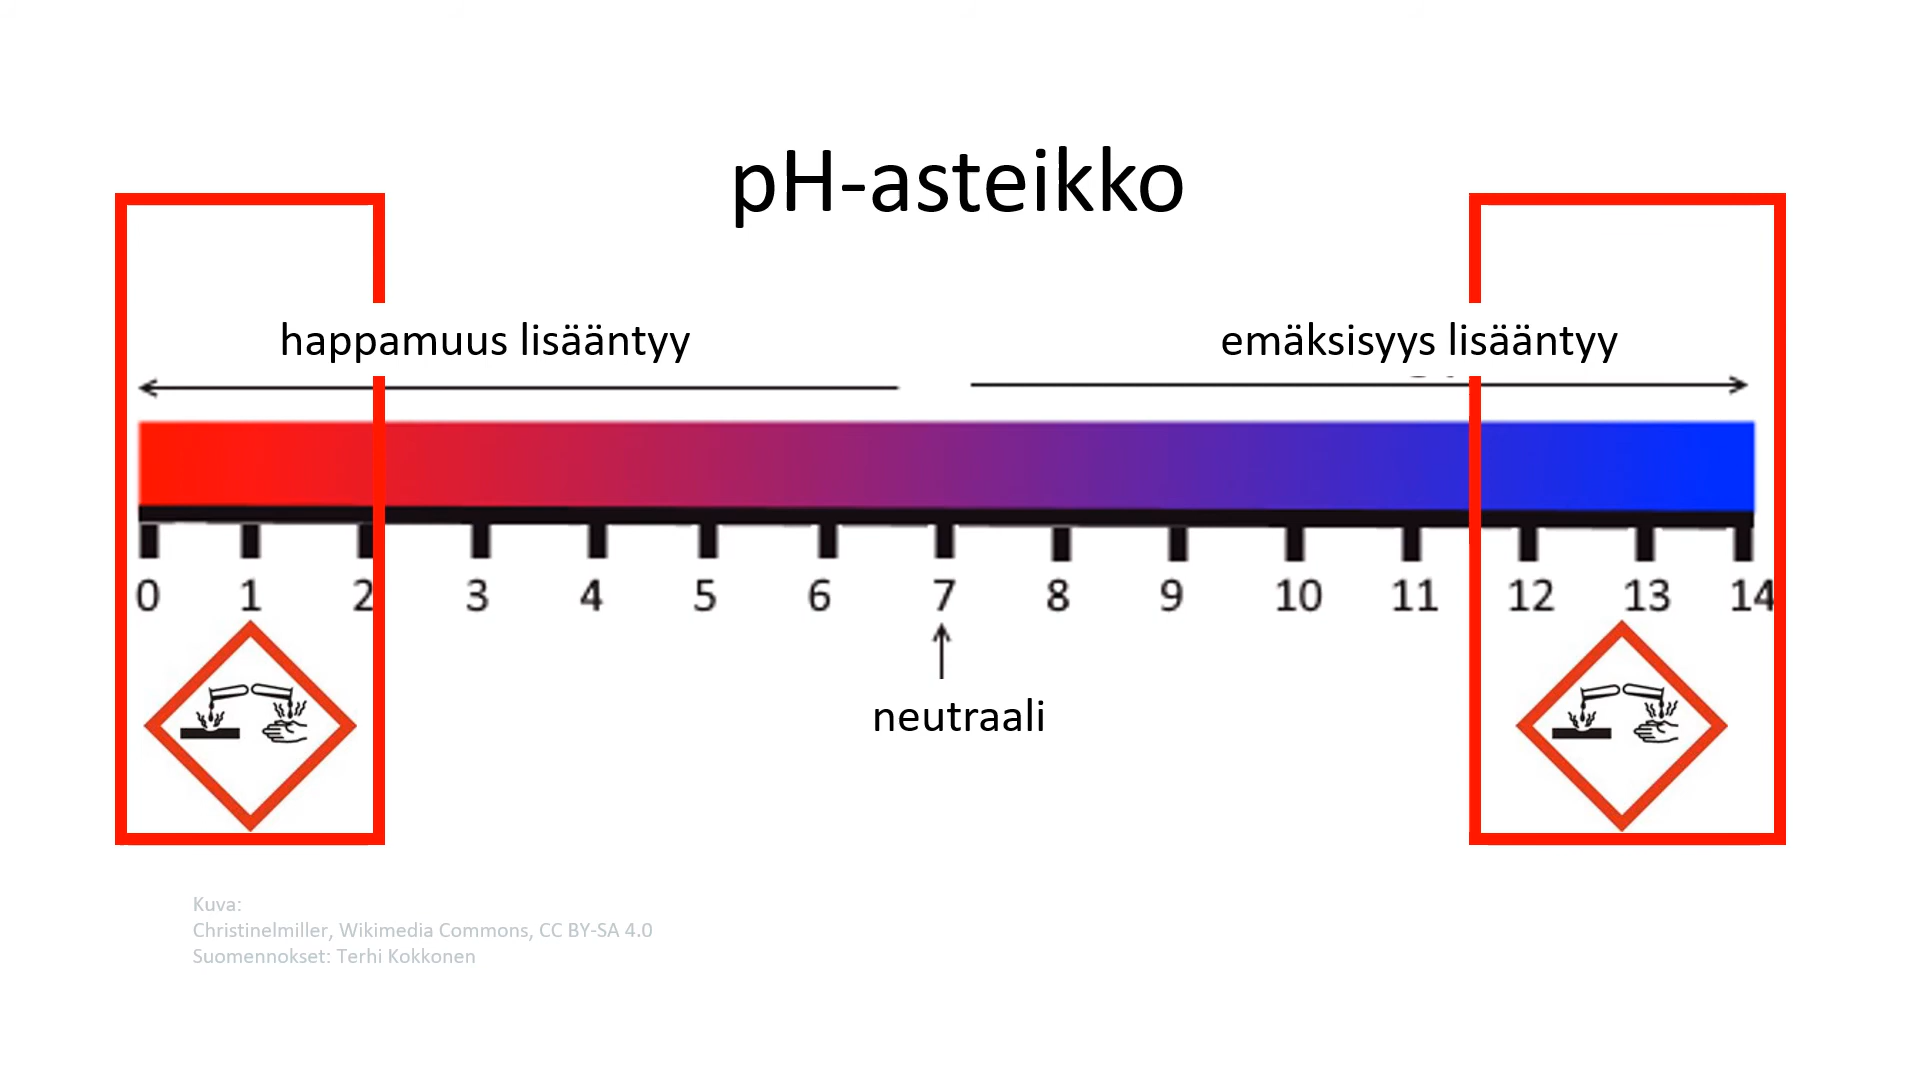 pH-asteikko
happamuus lisääntyy
emäksisyys lisääntyy
0 1 2 3 4 5 6 7 8 9 10 11 12 13 14
neutraali
Kuva:
Christinelmiller, Wikimedia Commons, CC BY-SA 4.0
Suomennokset: Terhi Kokkonen